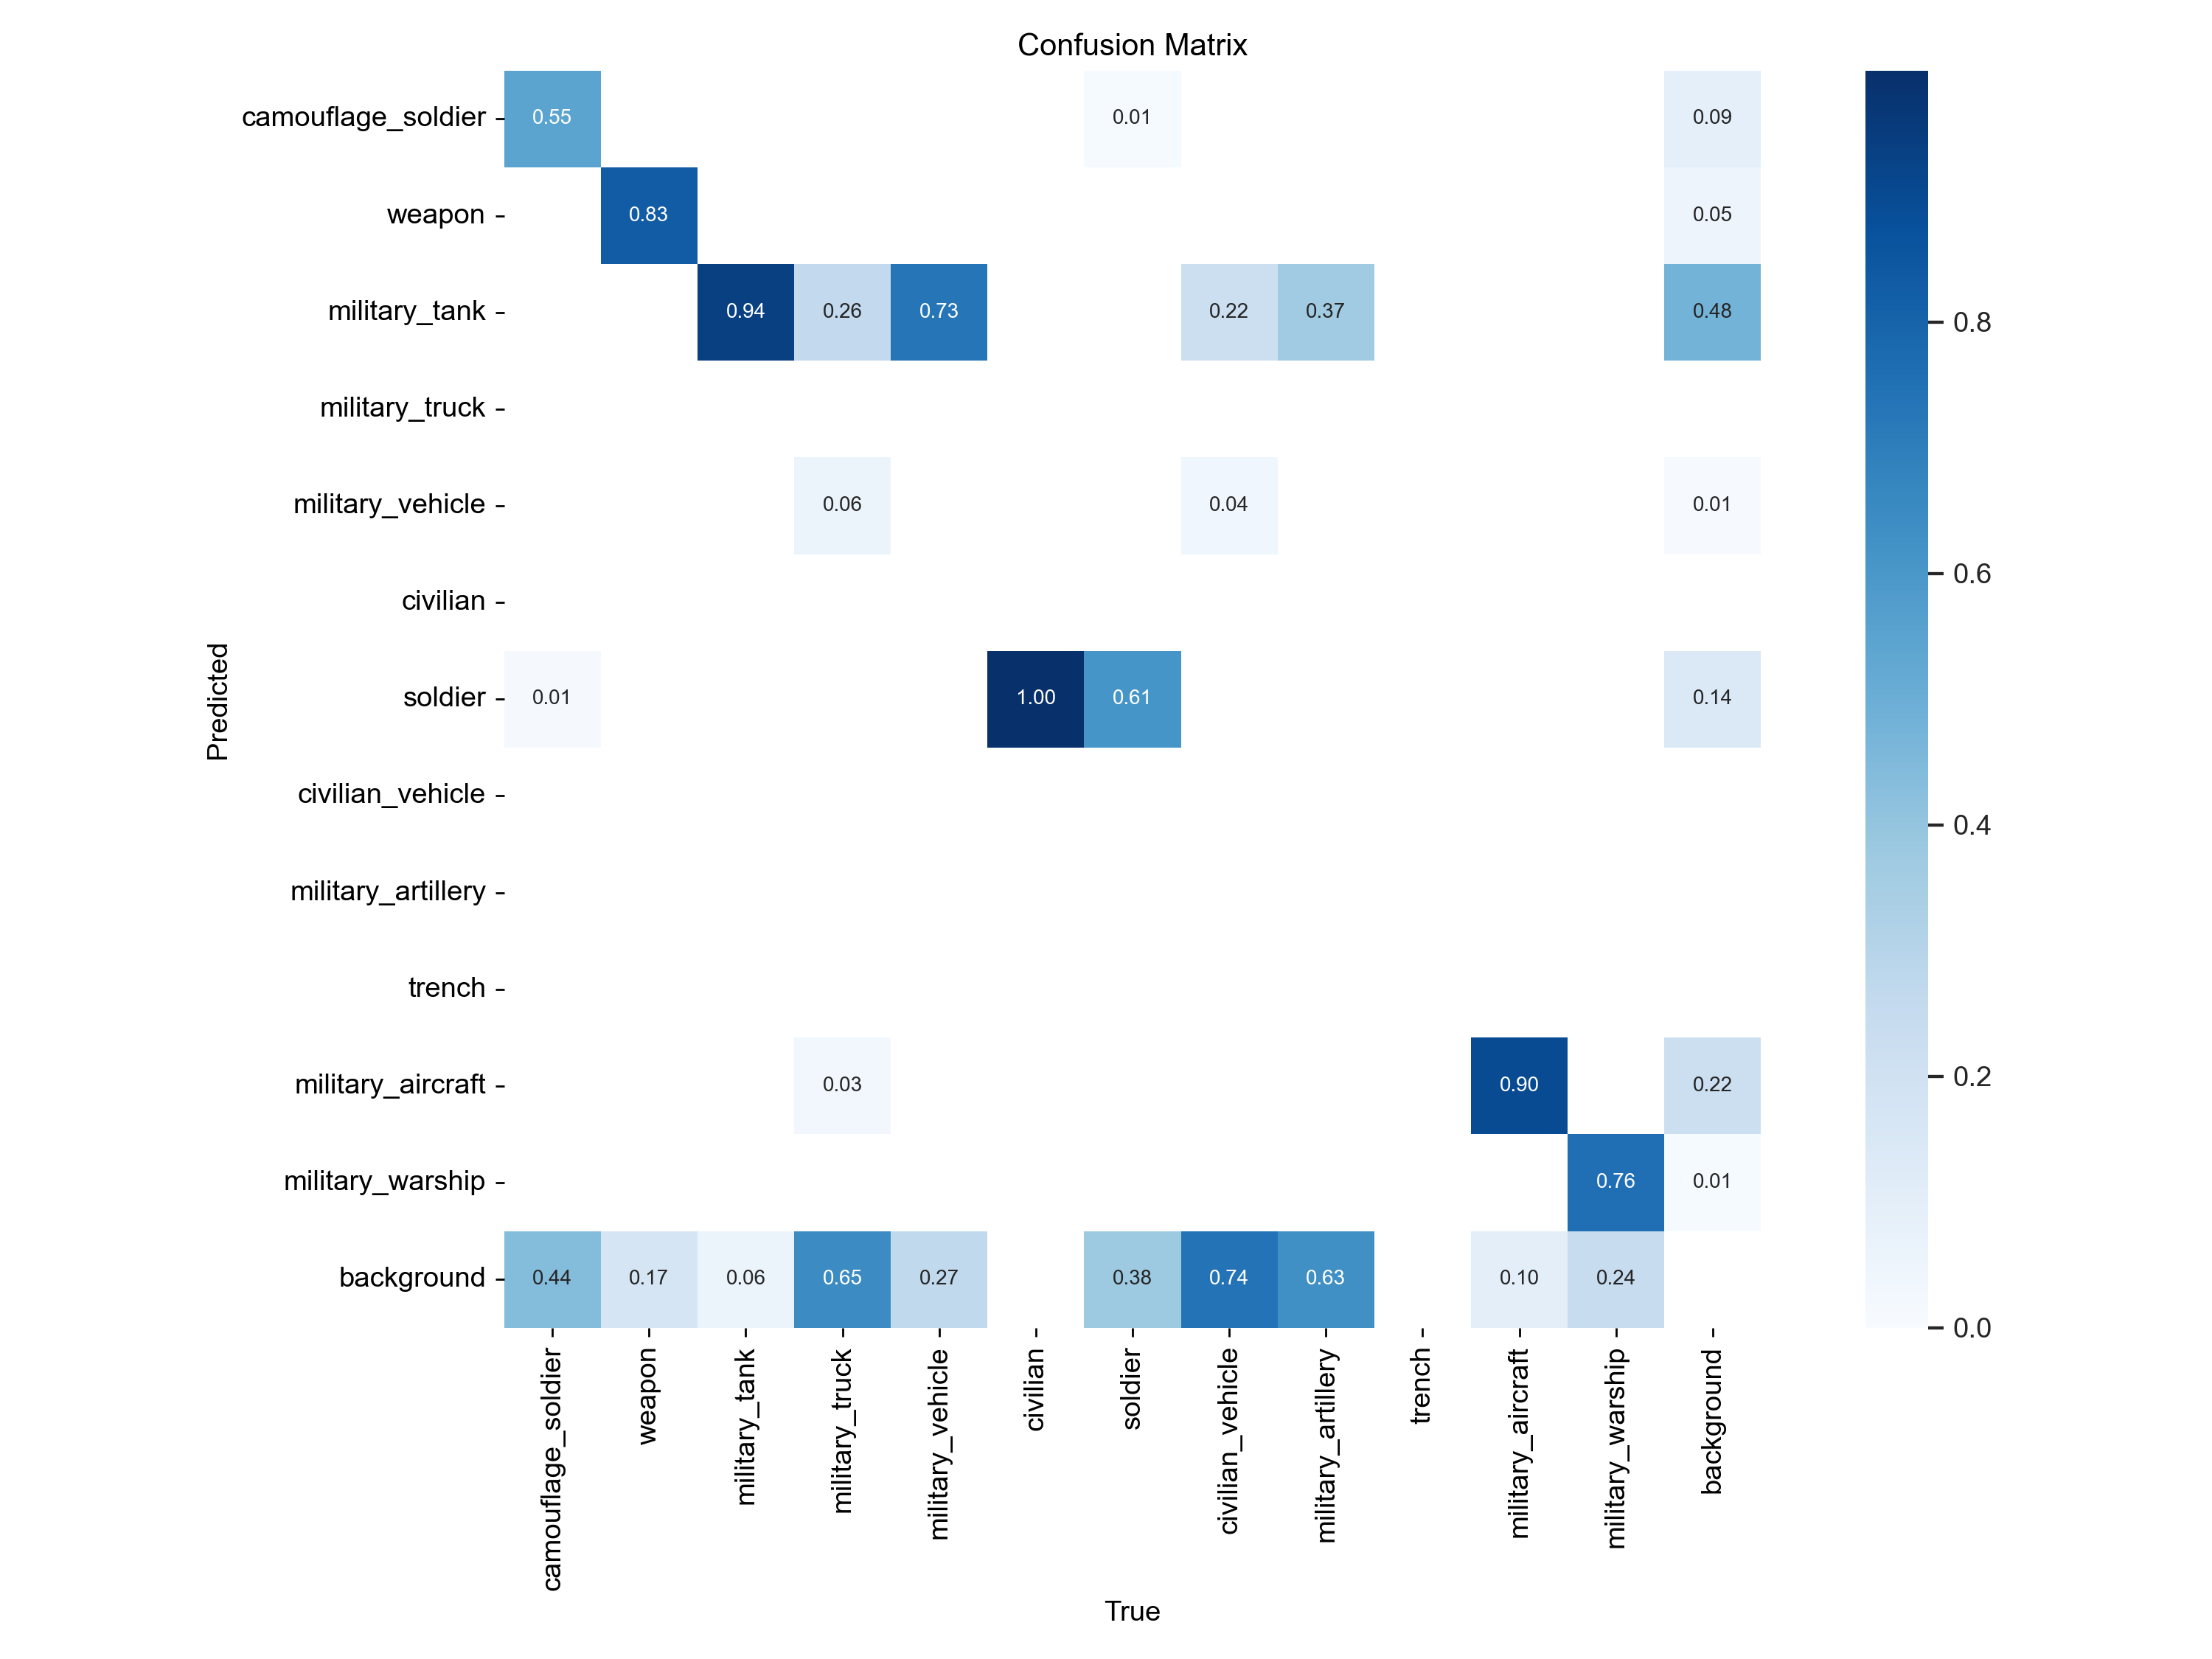 Confusion Matrix
camouflage_soldier 0.55 0.01 0.09
weapon 0.83 0.05
military_tank 0.94 0.26 0.73 0.22 0.37 0.48
military_truck
military_vehicle 0.06 0.04 0.01
civilian
soldier 0.01 1.00 0.61 0.14
civilian_vehicle
military_artillery
trench
military_aircraft 0.03 0.90 0.22
military_warship 0.76 0.01
background 0.44 0.17 0.06 0.65 0.27 0.38 0.74 0.63 0.10 0.24
Predicted
camouflage_soldier
weapon
military_tank
military_truck
military_vehicle
civilian
soldier
civilian_vehicle
military_artillery
trench
military_aircraft
military_warship
background
True
0.8
0.6
0.4
0.2
0.0